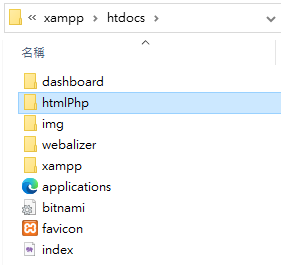 « xampp > htdocs >
名稱
dashboard
htmlPhp
img
webalizer
xampp
applications
bitnami
favicon
index